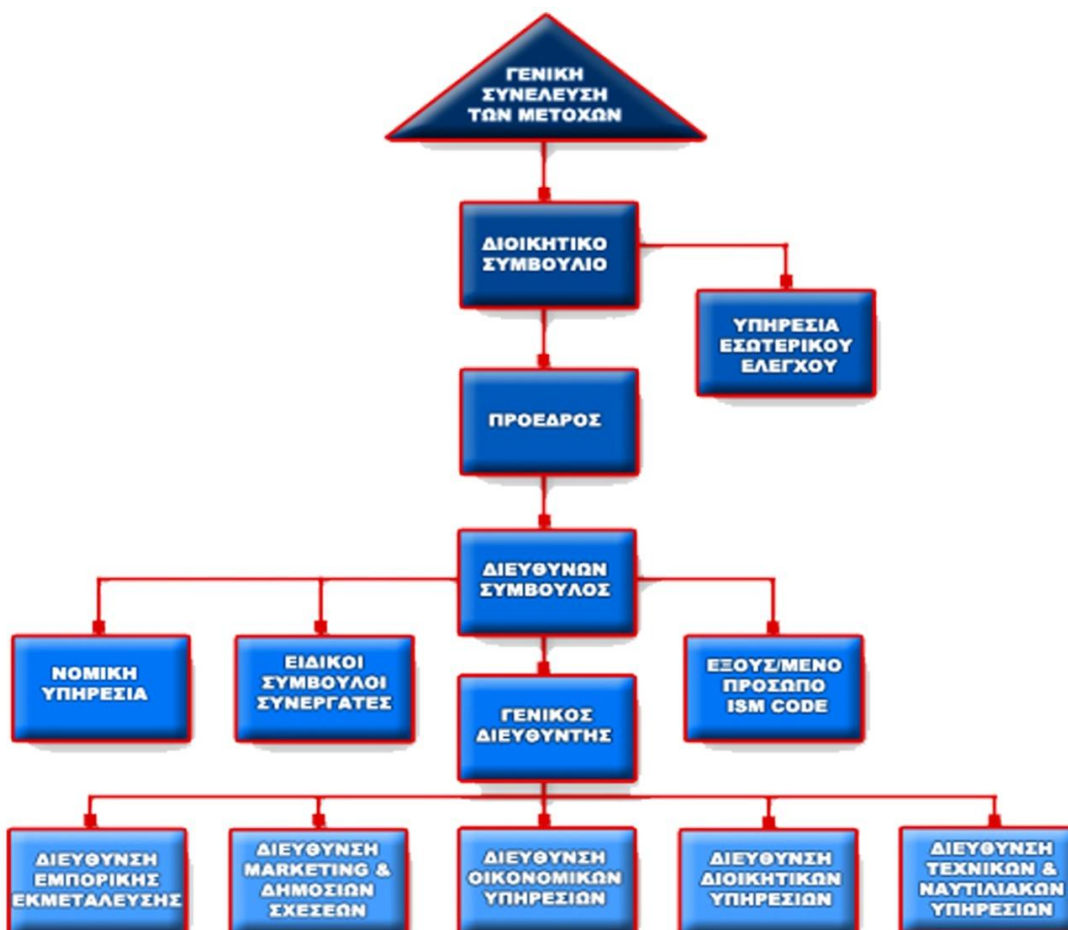 ΓΕΝΙΚΗ
ΣΥΝΕΛΕΥΣΗ
ΤΩΝ ΜΕΤΟΧΩΝ
ΔΙΟΙΚΗΤΙΚΟ
ΣΥΜΒΟΥΛΙΟ
ΥΠΗΡΕΣΙΑ
ΕΣΩΤΕΡΙΚΟΥ
ΕΛΕΓΧΟΥ
ΠΡΟΕΔΡΟΣ
ΔΙΕΥΘΥΝΩΝ
ΣΥΜΒΟΥΛΟΣ
ΝΟΜΙΚΗ
ΥΠΗΡΕΣΙΑ
ΕΙΔΙΚΟΙ
ΣΥΜΒΟΥΛΟΙ
ΣΥΝΕΡΓΑΤΕΣ
ΕΞΟΥΣ/ΜΕΝΟ
ΠΡΟΣΩΠΟ
ISM CODE
ΓΕΝΙΚΟΣ
ΔΙΕΥΘΥΝΤΗΣ
ΔΙΕΥΘΥΝΣΗ
ΕΜΠΟΡΙΚΗΣ
ΕΚΜΕΤΑΛΕΥΣΗΣ
ΔΙΕΥΘΥΝΣΗ
MARKETING &
ΔΗΜΟΣΙΩΝ
ΣΧΕΣΕΩΝ
ΔΙΕΥΘΥΝΣΗ
ΟΙΚΟΝΟΜΙΚΩΝ
ΥΠΗΡΕΣΙΩΝ
ΔΙΕΥΘΥΝΣΗ
ΔΙΟΙΚΗΤΙΚΩΝ
ΥΠΗΡΕΣΙΩΝ
ΔΙΕΥΘΥΝΣΗ
ΤΕΧΝΙΚΩΝ &
ΝΑΥΤΙΛΙΑΚΩΝ
ΥΠΗΡΕΣΙΩΝ